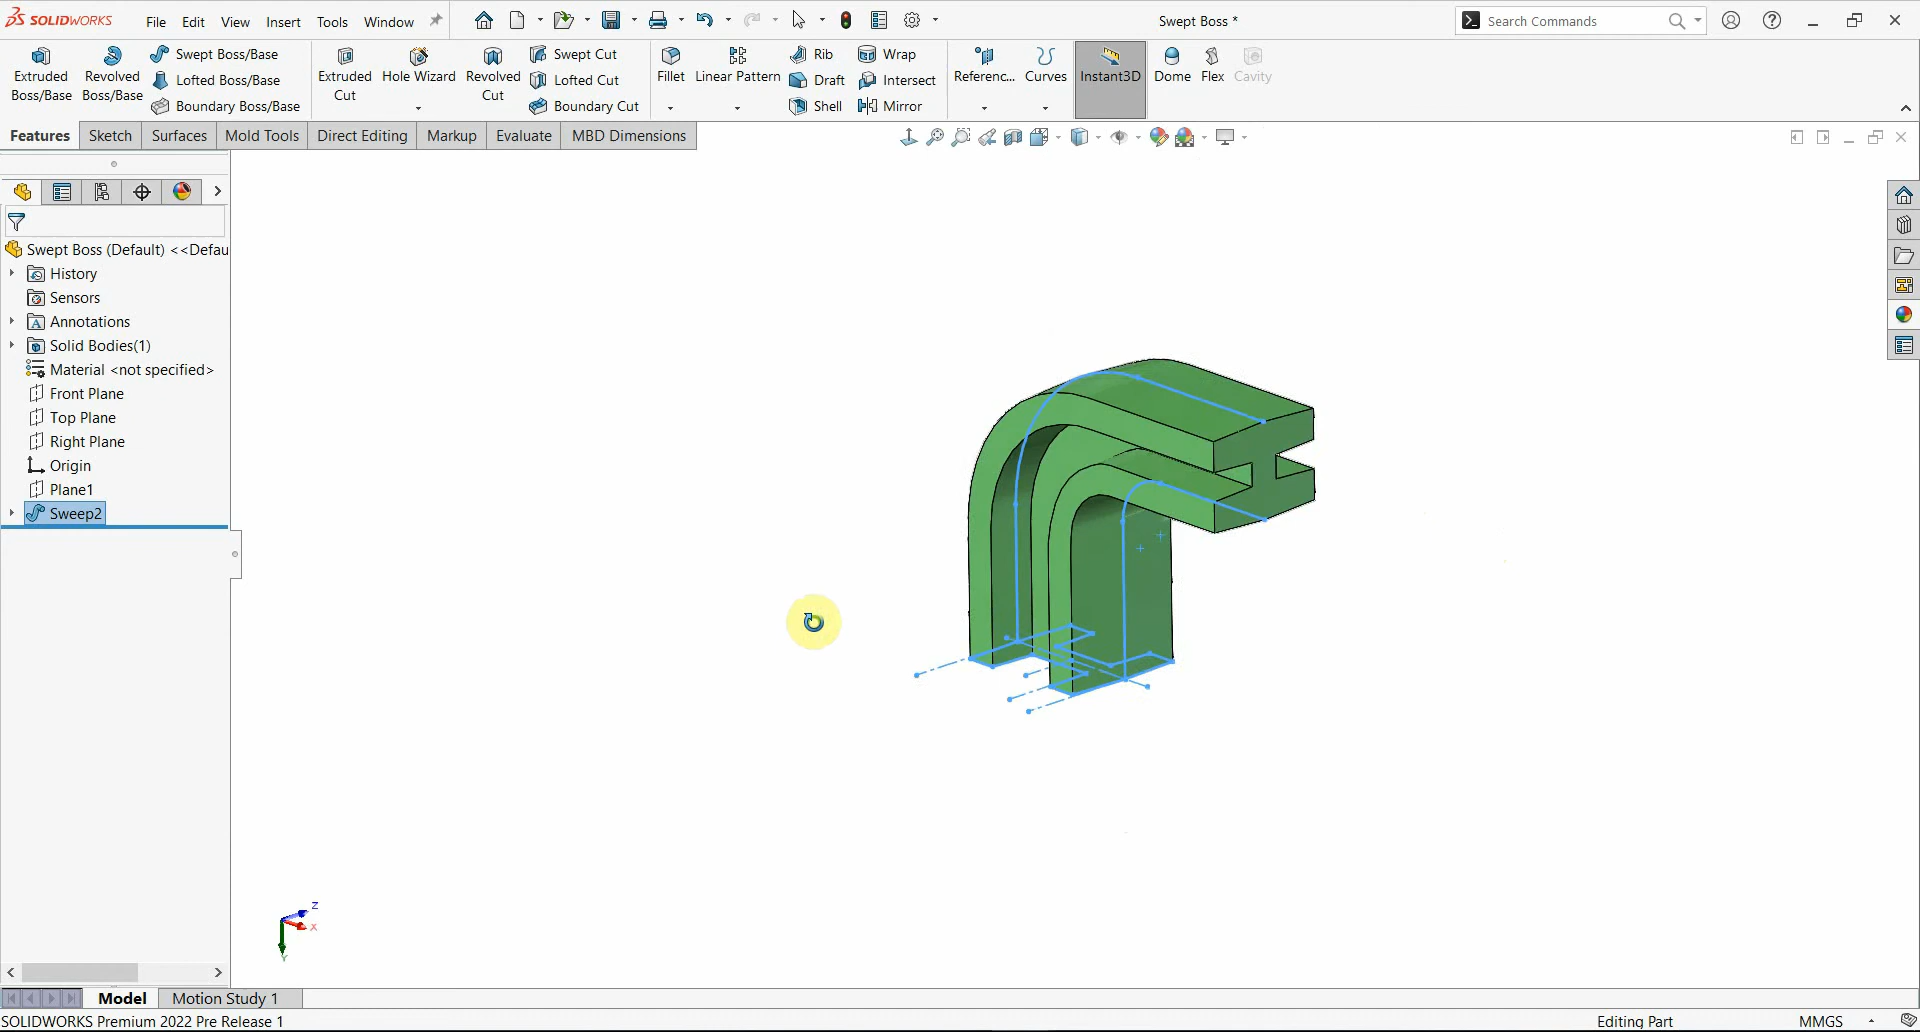 SOLIDWORKS File Edit View Insert Tools Window Swept Boss * Search Commands
Extruded Boss/Base
Revolved Boss/Base
Swept Boss/Base
Lofted Boss/Base
Boundary Boss/Base
Extruded Cut
Hole Wizard
Revolved Cut
Swept Cut
Lofted Cut
Boundary Cut
Fillet
Linear Pattern
Rib
Draft
Shell
Wrap
Intersect
Mirror
Referenc...
Curves
Instant3D
Dome
Flex
Cavity
Features Sketch Surfaces Mold Tools Direct Editing Markup Evaluate MBD Dimensions
Swept Boss (Default) <<Defau
History
Sensors
Annotations
Solid Bodies(1)
Material <not specified>
Front Plane
Top Plane
Right Plane
Origin
Plane1
Sweep2
Z
X
Y
Model Motion Study 1
SOLIDWORKS Premium 2022 Pre Release 1 Editing Part MMGS